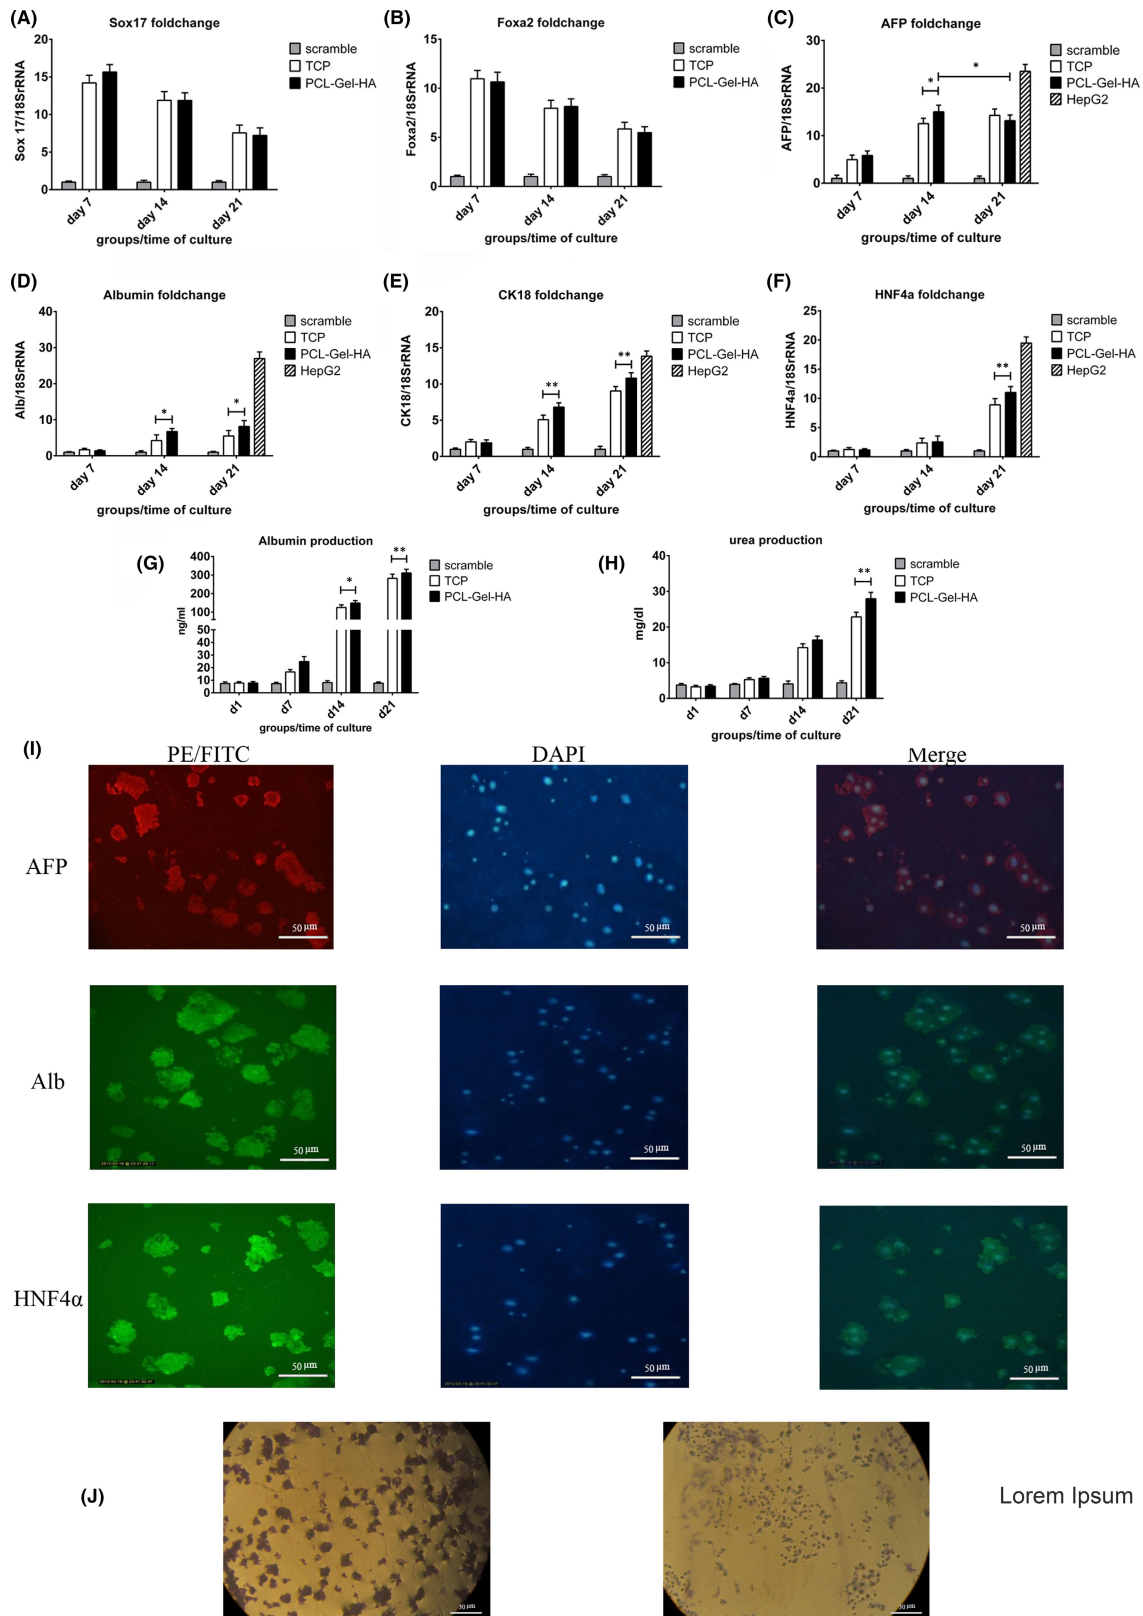 (A)
Sox17 foldchange
Sox 17/18SrRNA
20
15
10
5
0
day 7
day 14
day 21
groups/time of culture
scramble
TCP
PCL-Gel-HA
(B)
Foxa2 foldchange
Foxa2/18SrRNA
15
10
5
0
day 7
day 14
day 21
groups/time of culture
scramble
TCP
PCL-Gel-HA
(C)
AFP foldchange
AFP/18SrRNA
30
20
10
0
*
*
day 7
day 14
day 21
groups/time of culture
scramble
TCP
PCL-Gel-HA
HepG2
(D)
Albumin foldchange
Alb/18SrRNA
40
30
20
10
0
*
*
day 7
day 14
day 21
groups/time of culture
scramble
TCP
PCL-Gel-HA
HepG2
(E)
CK18 foldchange
CK18/18SrRNA
20
15
10
5
0
**
**
day 7
day 14
day 21
groups/time of culture
scramble
TCP
PCL-Gel-HA
HepG2
(F)
HNF4a foldchange
HNF4a/18SrRNA
25
20
15
10
5
0
**
day 7
day 14
day 21
groups/time of culture
scramble
TCP
PCL-Gel-HA
HepG2
(G)
Albumin production
ng/ml
400
300
200
100
50
40
30
20
10
0
*
**
d1
d7
d14
d21
groups/time of culture
scramble
TCP
PCL-Gel-HA
(H)
urea production
mg/dl
40
30
20
10
0
**
d1
d7
d14
d21
groups/time of culture
scramble
TCP
PCL-Gel-HA
(I)
PE/FITC
DAPI
Merge
AFP
50 µm
50 µm
50 µm
Alb
50 µm
50 µm
50 µm
HNF4α
50 µm
50 µm
50 µm
(J)
30 µm
30 µm
Lorem Ipsum